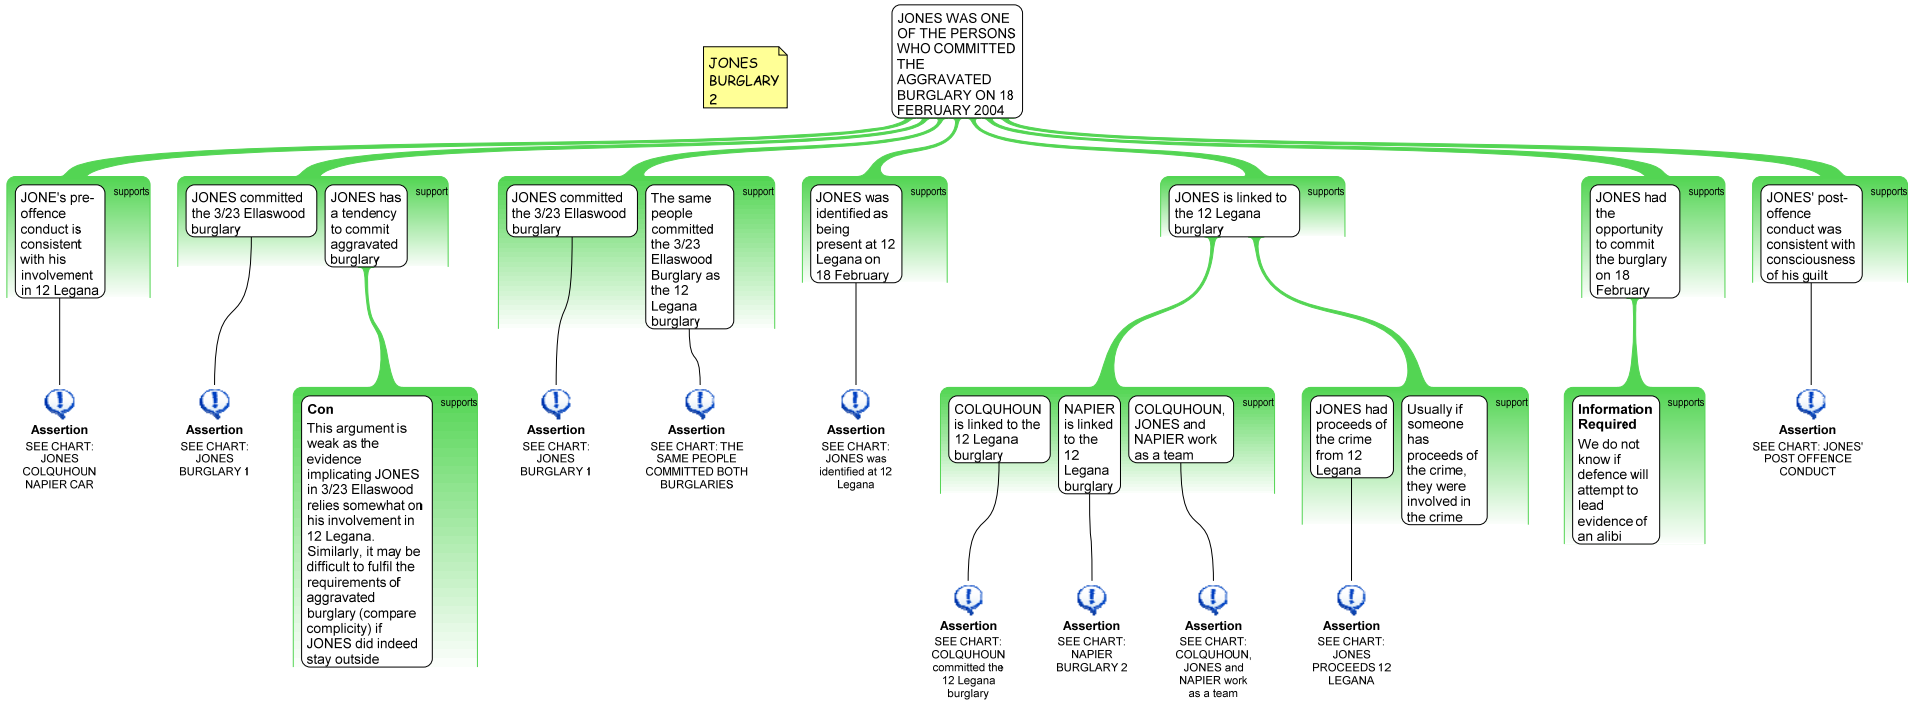 JONES WAS ONE
OF THE PERSONS
WHO COMMITTED
THE
AGGRAVATED
BURGLARY ON 18
FEBRUARY 2004
JONES
BURGLARY
2
JONE's pre-
offence
conduct is
consistent
with his
involvement
in 12 Legana
supports
JONES committed
the 3/23 Ellaswood
burglary
JONES has
a tendency
to commit
aggravated
burglary
support
JONES committed
the 3/23 Ellaswood
burglary
The same
people
committed
the 3/23
Ellaswood
Burglary as
the 12
Legana
burglary
support
JONES was
identified as
being
present at 12
Legana on
18 February
supports
JONES is linked to
the 12 Legana
burglary
supports
JONES had
the
opportunity
to commit
the burglary
on 18
February
supports
JONES' post-
offence
conduct was
consistent with
consciousness
of his guilt
supports
Assertion
SEE CHART:
JONES
COLQUHOUN
NAPIER CAR
Assertion
SEE CHART:
JONES
BURGLARY 1
Con
This argument is
weak as the
evidence
implicating JONES
in 3/23 Ellaswood
relies somewhat on
his involvement in
12 Legana.
Similarly, it may be
difficult to fulfil the
requirements of
aggravated
burglary (compare
complicity) if
JONES did indeed
stay outside
supports
Assertion
SEE CHART:
JONES
BURGLARY 1
Assertion
SEE CHART: THE
SAME PEOPLE
COMMITTED BOTH
BURGLARIES
Assertion
SEE CHART:
JONES was
identified at 12
Legana
COLQUHOUN
is linked to the
12 Legana
burglary
NAPIER
is linked
to the
12
Legana
burglary
COLQUHOUN,
JONES and
NAPIER work
as a team
support
JONES had
proceeds of
the crime
from 12
Legana
Usually if
someone
has
proceeds of
the crime,
they were
involved in
the crime
support
Information
Required
We do not
know if
defence will
attempt to
lead
evidence of
an alibi
supports
Assertion
SEE CHART: JONES'
POST OFFENCE
CONDUCT
Assertion
SEE CHART:
COLQUHOUN
committed the
12 Legana
burglary
Assertion
SEE CHART:
NAPIER
BURGLARY 2
Assertion
SEE CHART:
COLQUHOUN,
JONES and
NAPIER work
as a team
Assertion
SEE CHART:
JONES
PROCEEDS 12
LEGANA